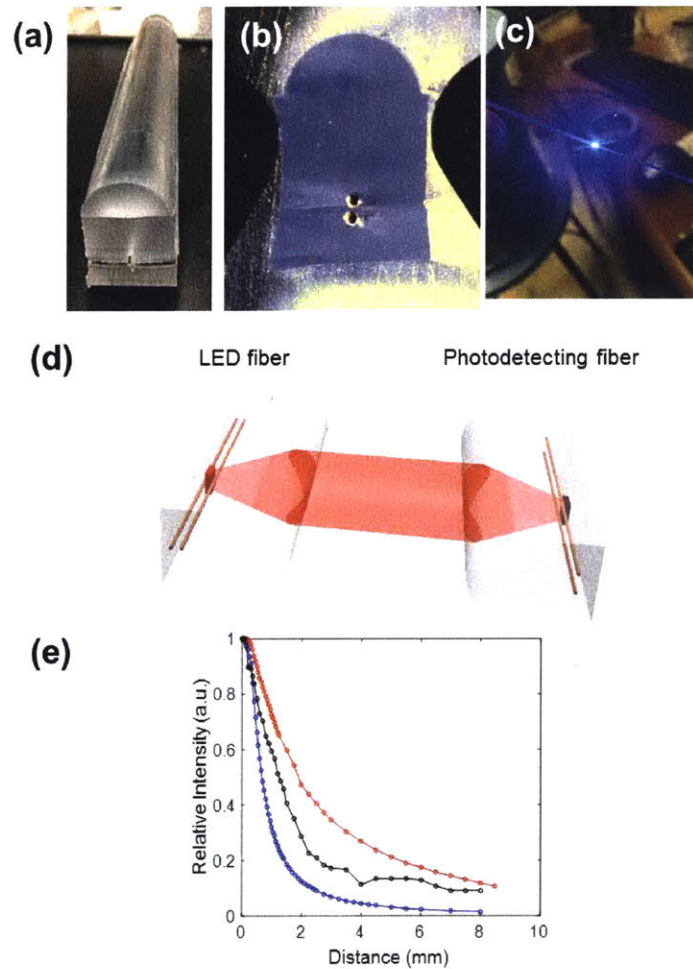 (a)
(b)
(c)
(d)
LED fiber
Photodetecting fiber
(e)
1
0.8
0.6
0.4
0.2
0
0 2 4 6 8 10
Relative Intensity (a.u.)
Distance (mm)